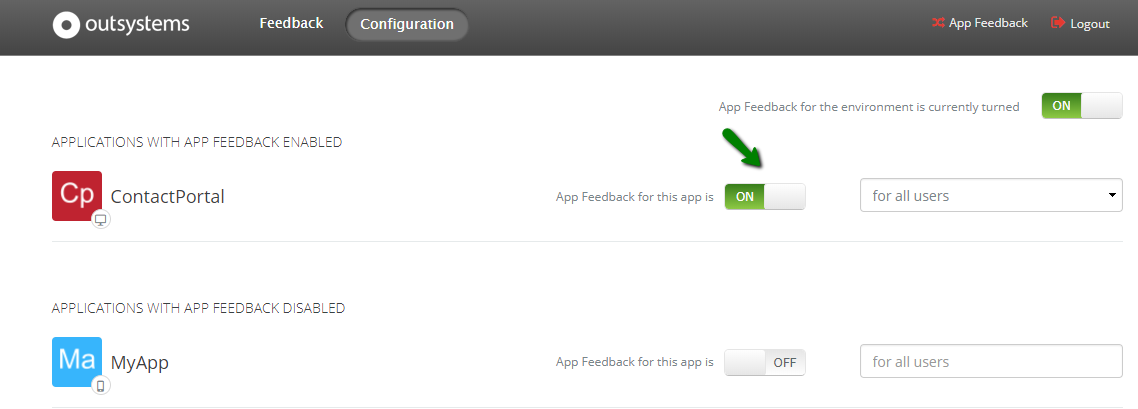 outsystems Feedback Configuration App Feedback Logout
App Feedback for the environment is currently turned ON
APPLICATIONS WITH APP FEEDBACK ENABLED
Cp ContactPortal App Feedback for this app is ON for all users
APPLICATIONS WITH APP FEEDBACK DISABLED
Ma MyApp App Feedback for this app is OFF for all users